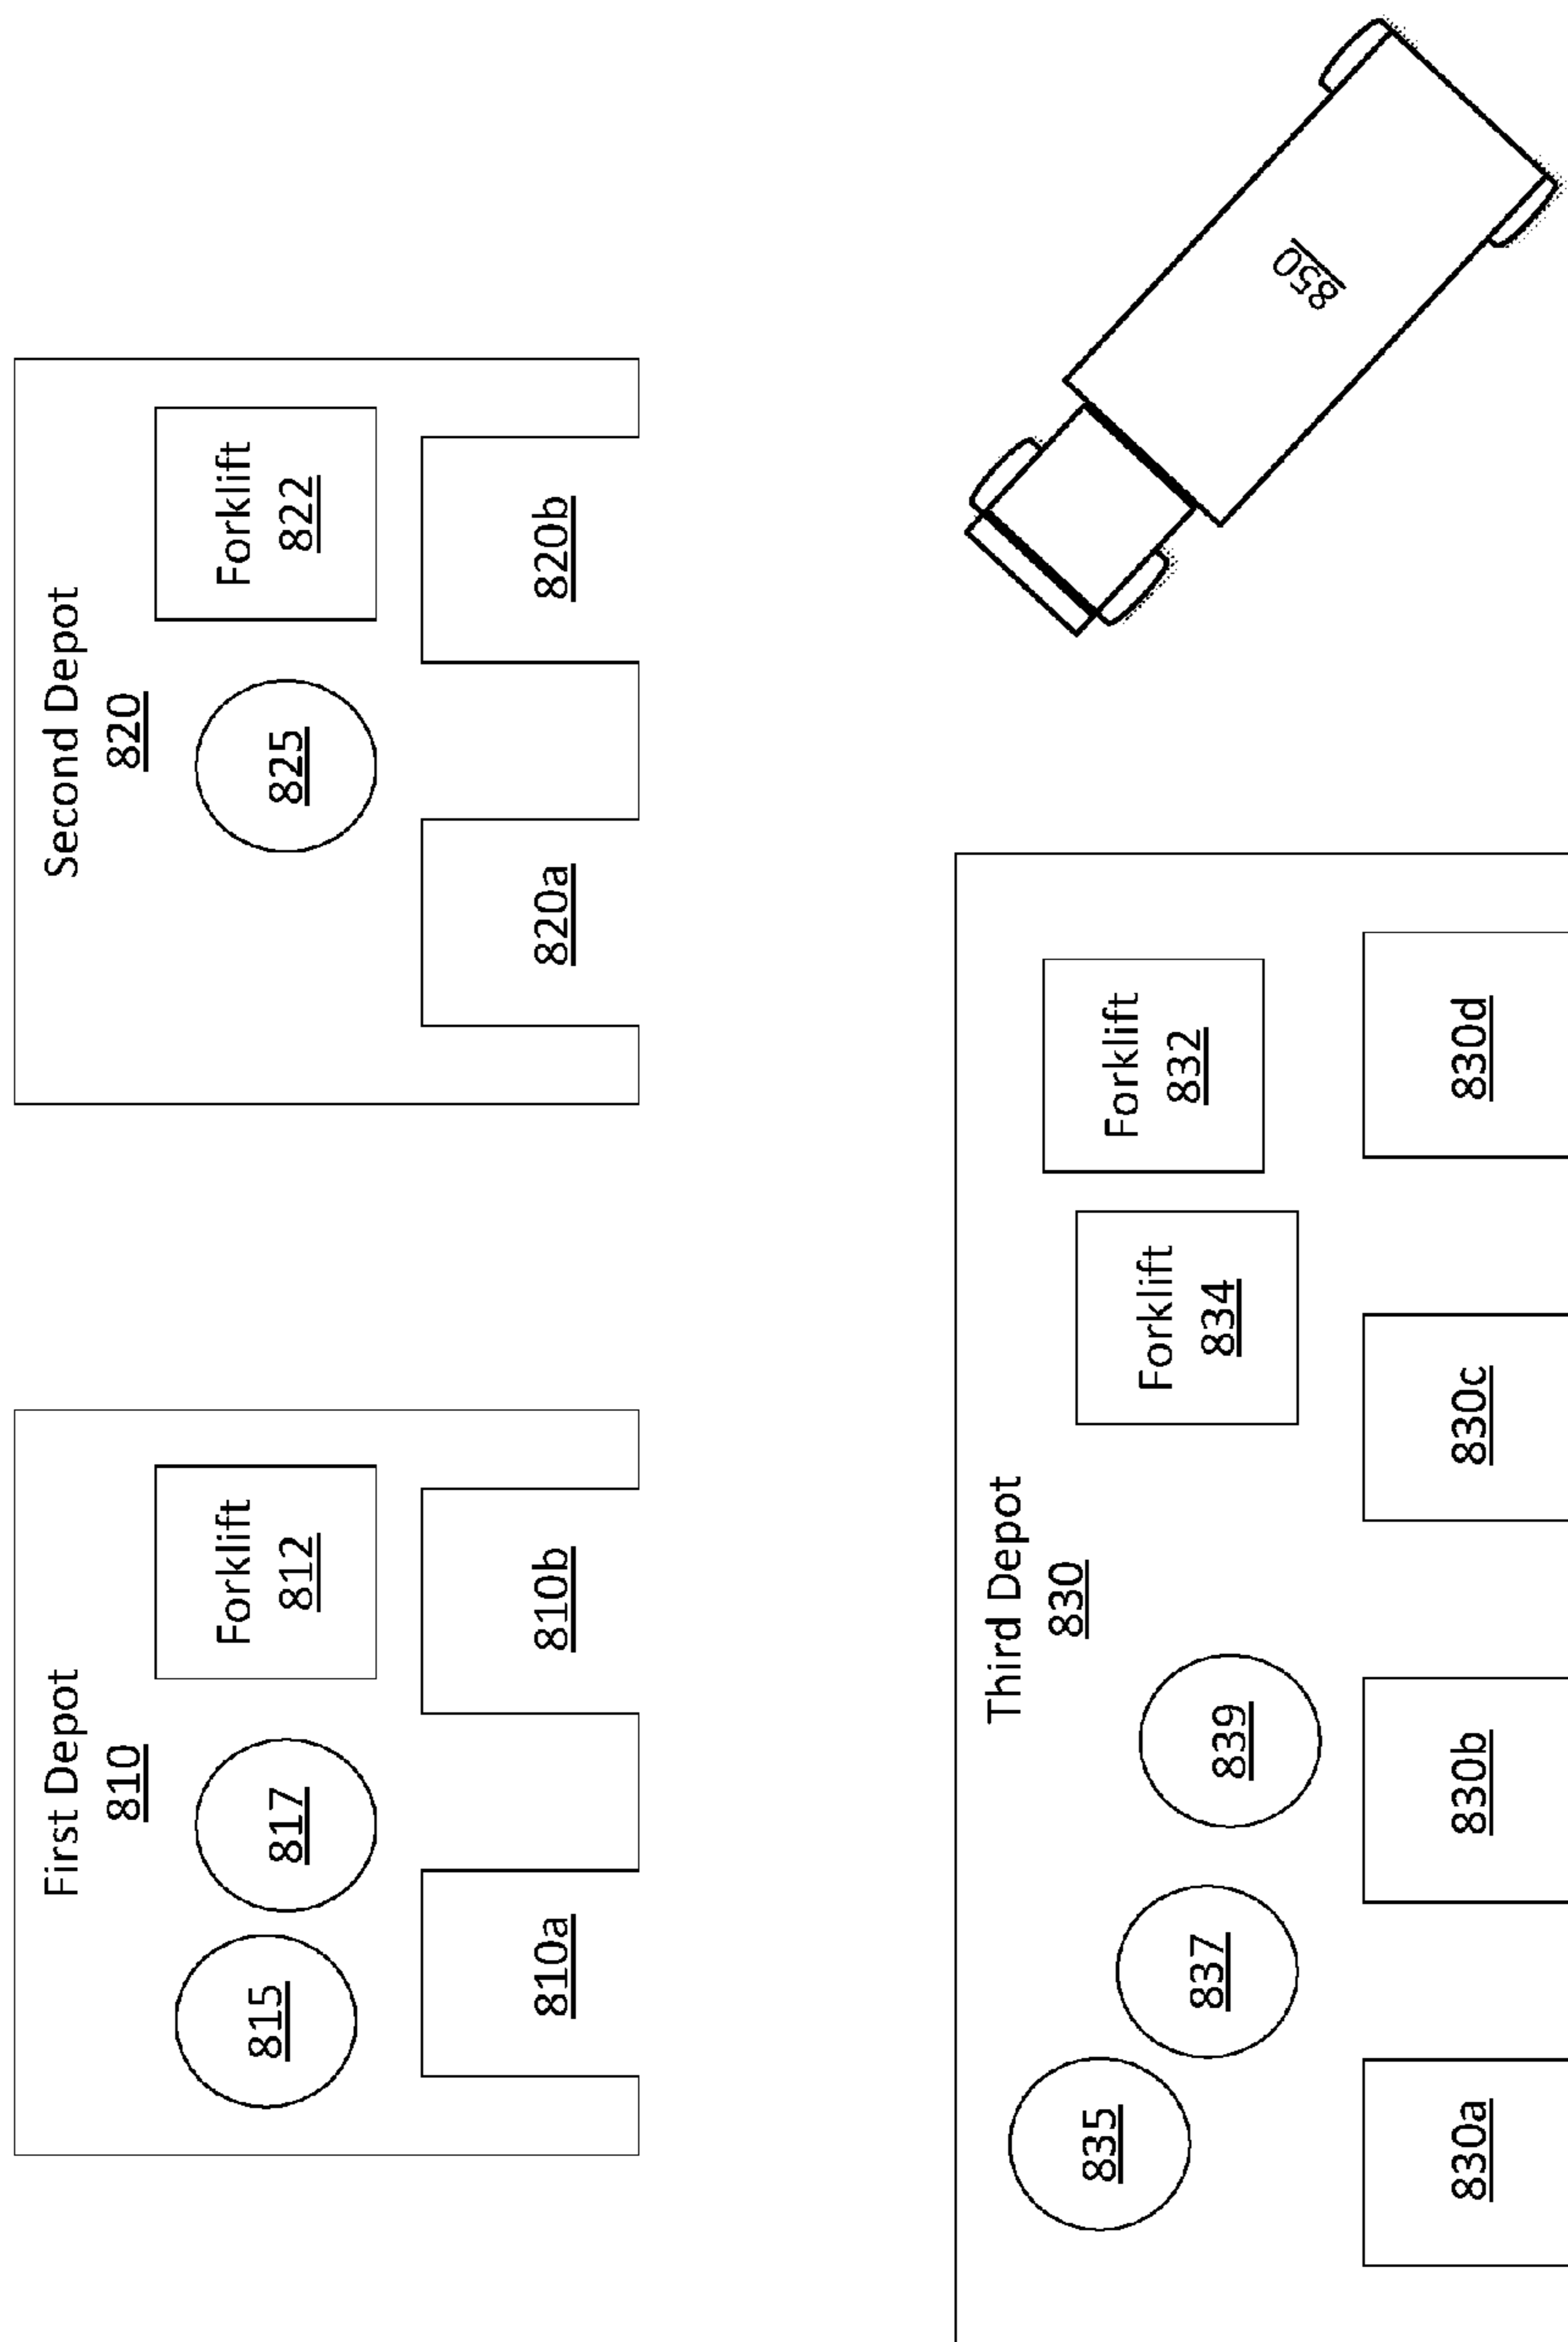 First Depot
810
815
817
Forklift
812
810a
810b
Second Depot
820
825
Forklift
822
820a
820b
Third Depot
830
835
837
839
Forklift
834
Forklift
832
830a
830b
830c
830d
850